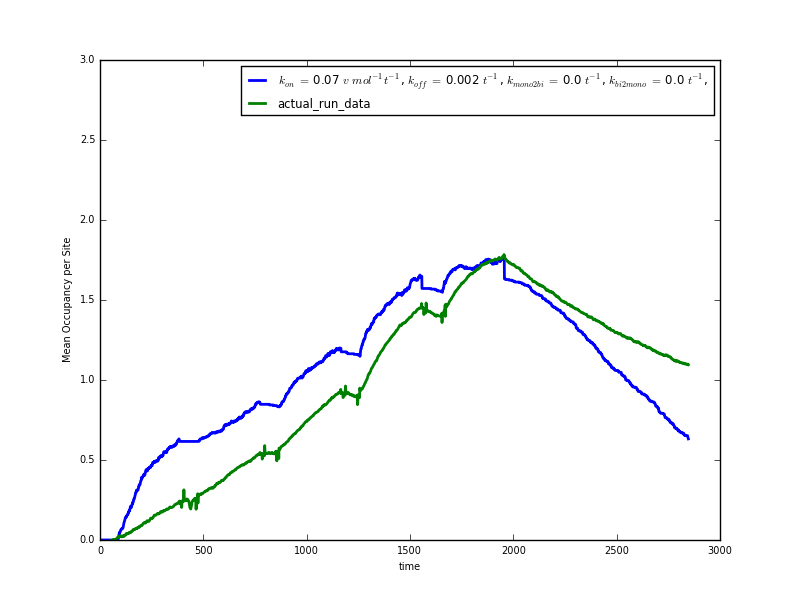 k_on = 0.07 v mol^-1 t^-1, k_off = 0.002 t^-1, k_mono2bi = 0.0 t^-1, k_bi2mono = 0.0 t^-1,
actual_run_data
3.0
2.5
2.0
1.5
1.0
0.5
0.0
Mean Occupancy per Site
0 500 1000 1500 2000 2500 3000
time